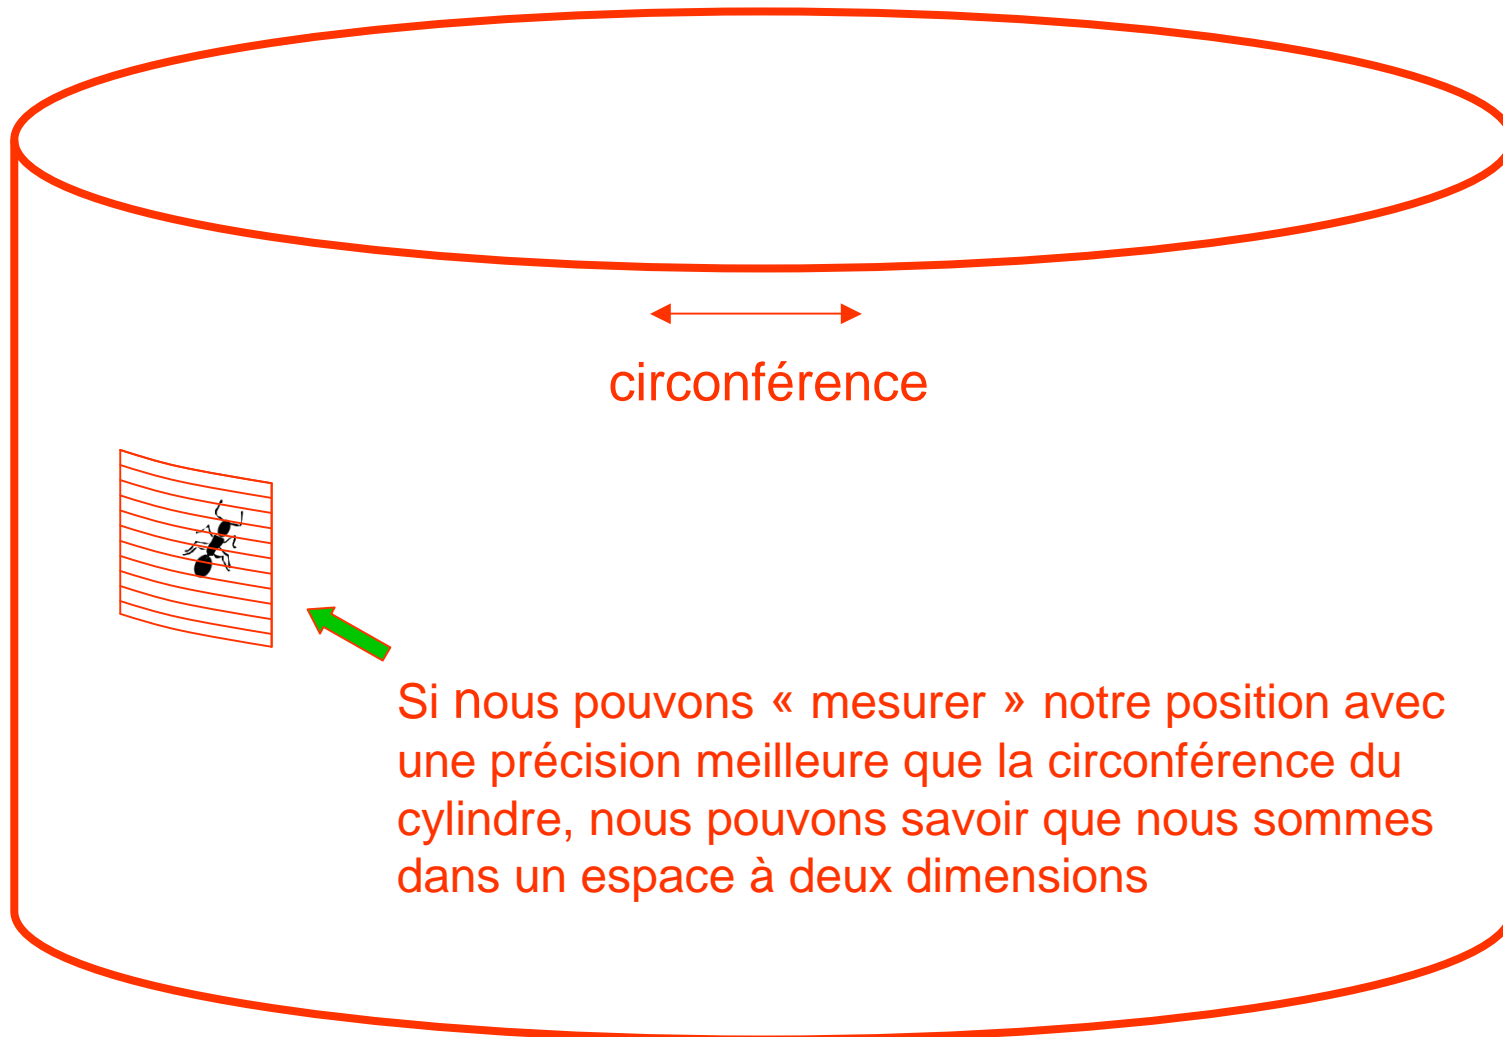 circonférence
Si nous pouvons « mesurer » notre position avec
une précision meilleure que la circonférence du
cylindre, nous pouvons savoir que nous sommes
dans un espace à deux dimensions